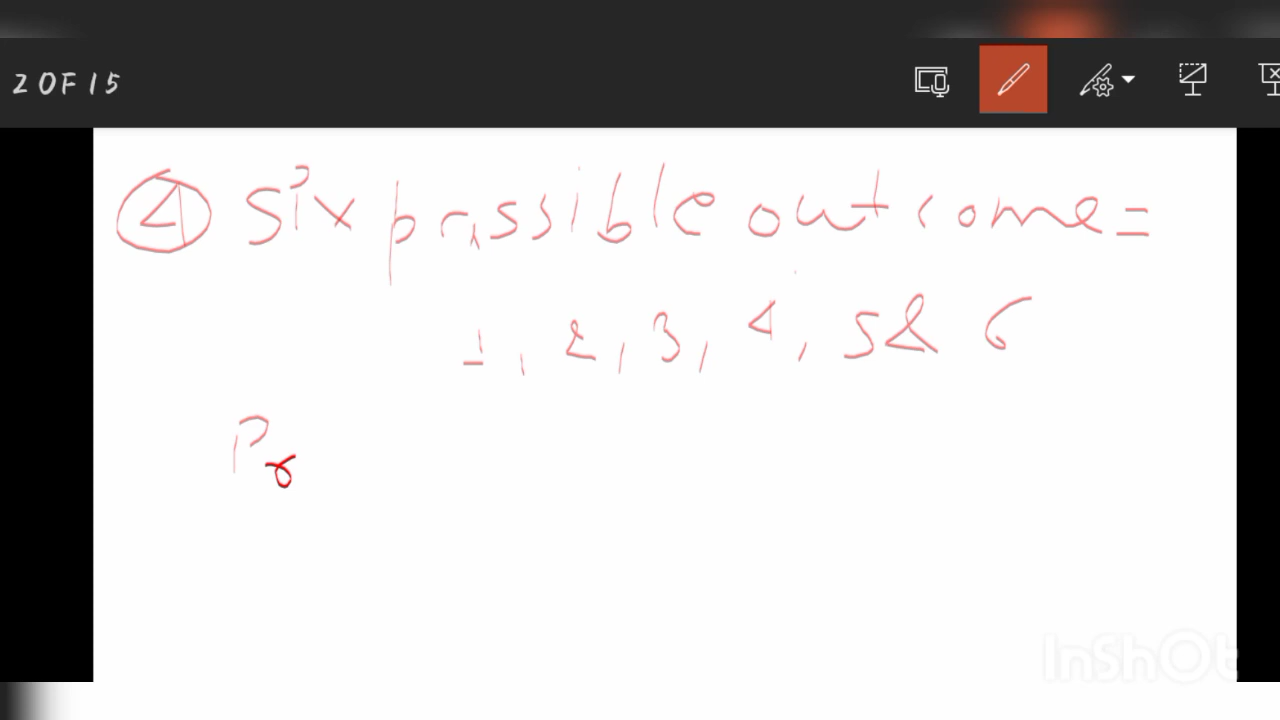 2 OF 15
④ Six possible outcome =
1, 2, 3, 4, 5 & 6
Pr
InShOt